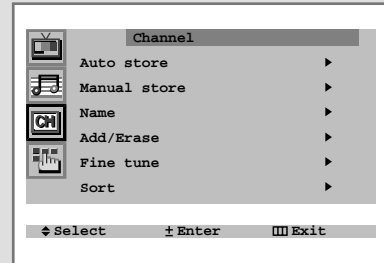 Channel
Auto store
Manual store
Name
CH
Add/Erase
Fine tune
Sort
Select ± Enter Exit